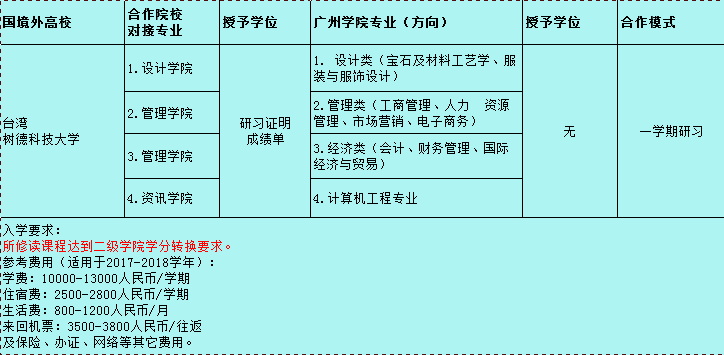 国境外高校
合作院校
对接专业
授予学位
广州学院专业（方向）
授予学位
合作模式
台湾
树德科技大学
1.设计学院
研习证明
成绩单
1. 设计类（宝石及材料工艺学、服
装与服饰设计）
无
一学期研习
2.管理学院
2.管理类（工商管理、人力 资源
管理、市场营销、电子商务）
3.管理学院
3.经济类（会计、财务管理、国际
经济与贸易）
4.资讯学院
4.计算机工程专业
入学要求：
所修读课程达到二级学院学分转换要求。
参考费用（适用于2017-2018学年）：
学费：10000-13000人民币/学期
住宿费：2500-2800人民币/学期
生活费：800-1200人民币/月
来回机票：3500-3800人民币/往返
及保险、办证、网络等其它费用。